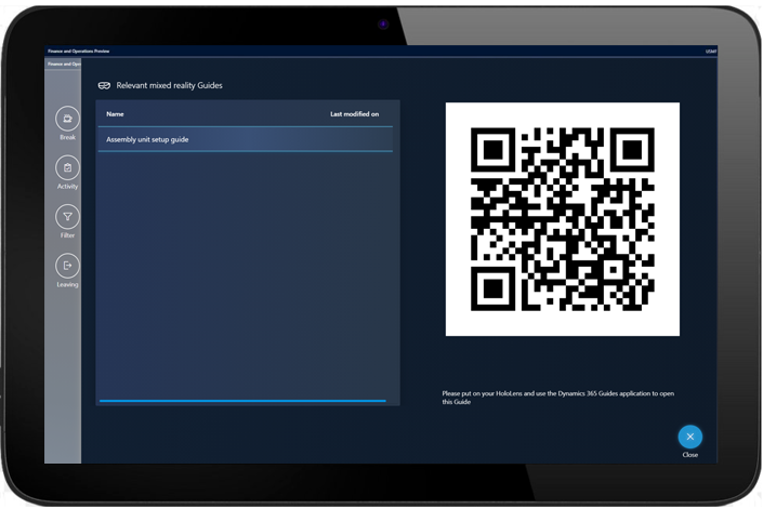 Finance and Operations Preview
USMF
Finance and Oper
Relevant mixed reality Guides
Name
Last modified on
Assembly unit setup guide
Break
Activity
Filter
Leaving
Please put on your HoloLens and use the Dynamics 365 Guides application to open
this Guide
Close